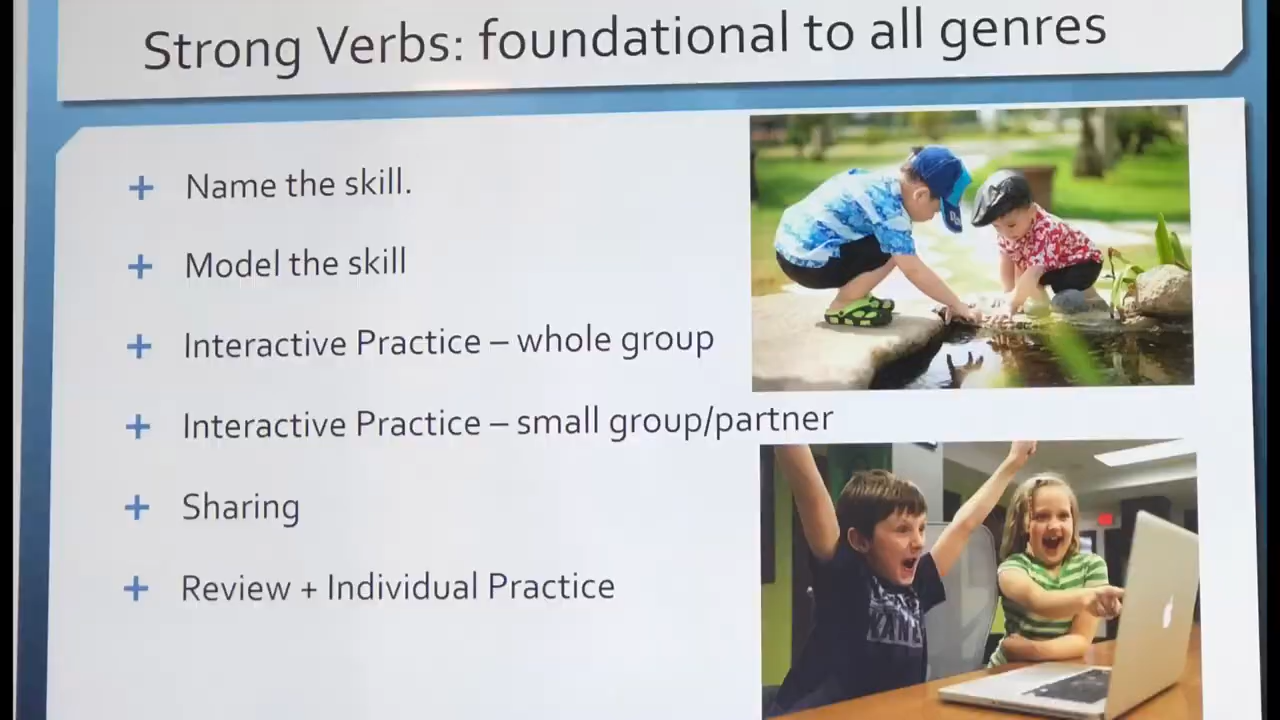 Strong Verbs: foundational to all genres
+ Name the skill.
+ Model the skill
+ Interactive Practice – whole group
+ Interactive Practice – small group/partner
+ Sharing
+ Review + Individual Practice